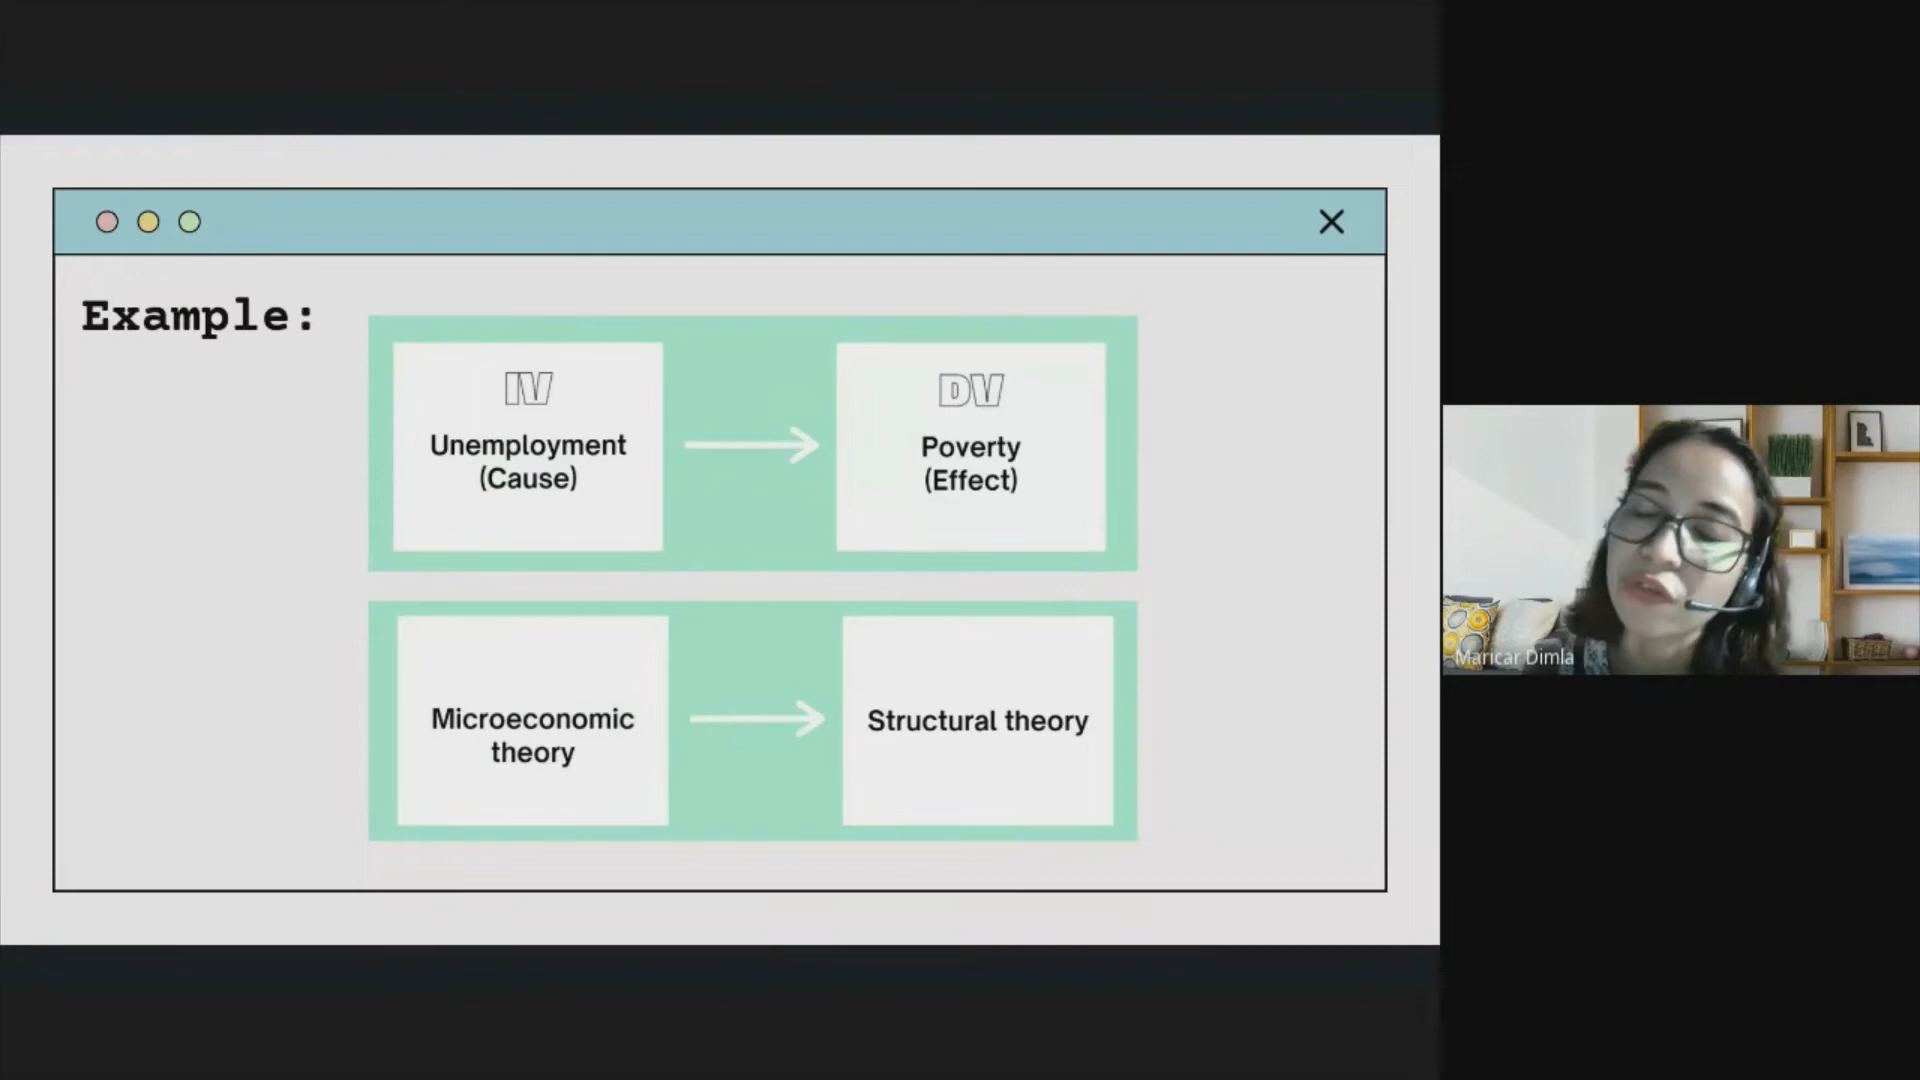 Example:
IV
Unemployment
(Cause)
DV
Poverty
(Effect)
Microeconomic
theory
Structural theory
Maricar Dimla